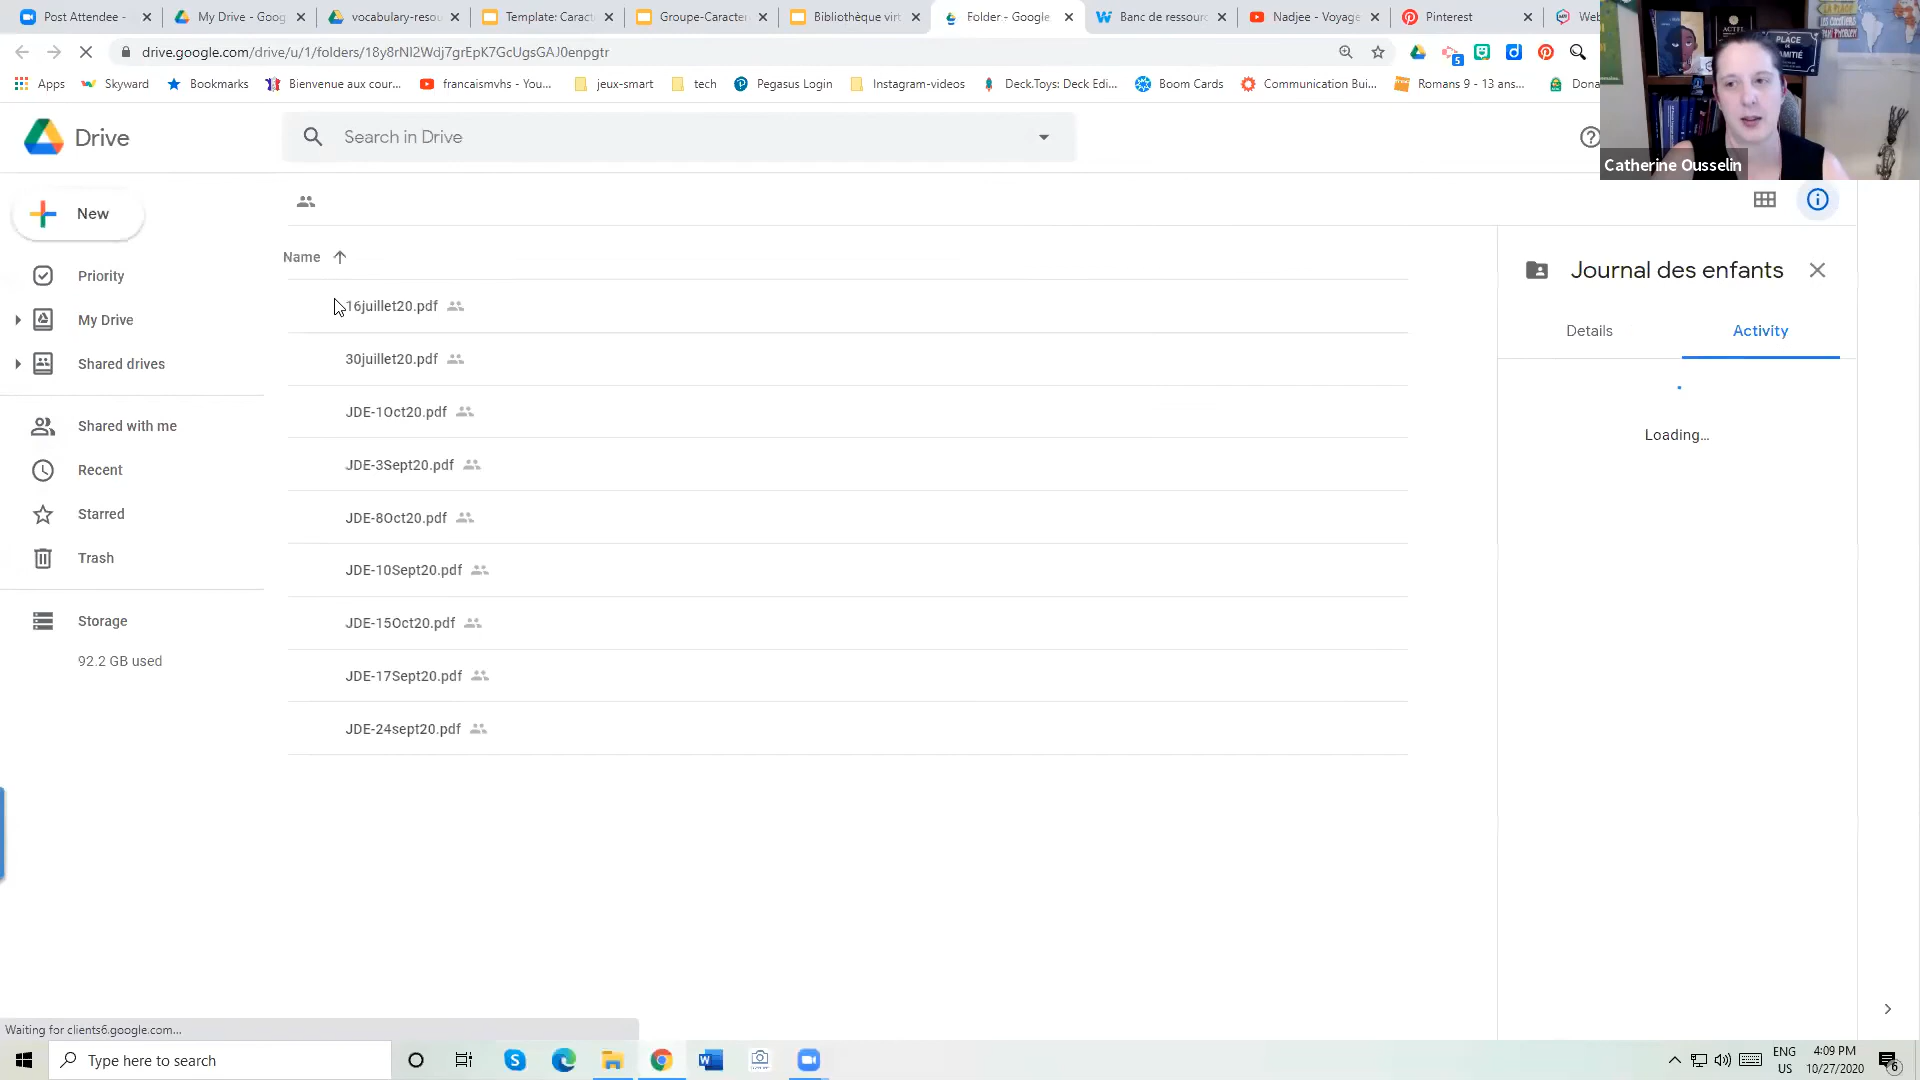 Post Attendee -
My Drive - Goog
vocabulary-resou
Template: Caract
Groupe-Caracter
Bibliothèque virt
Folder - Google
Banc de ressourc
Nadjee - Voyage
Pinterest
Web
drive.google.com/drive/u/1/folders/18y8rNI2Wdj7grEpK7GcUgsGAJ0enpgtr
5
Apps
Skyward
Bookmarks
Bienvenue aux cour...
francaismvhs - You...
jeux-smart
tech
Pegasus Login
Instagram-videos
Deck.Toys: Deck Edi...
Boom Cards
Communication Bui...
Romans 9 - 13 ans...
Dona
PLACE DE
AMITIÉ
Catherine Ousselin
Drive
Search in Drive
New
Priority
My Drive
Shared drives
Shared with me
Recent
Starred
Trash
Storage
92.2 GB used
Name
16juillet20.pdf
30juillet20.pdf
JDE-1Oct20.pdf
JDE-3Sept20.pdf
JDE-8Oct20.pdf
JDE-10Sept20.pdf
JDE-15Oct20.pdf
JDE-17Sept20.pdf
JDE-24sept20.pdf
Journal des enfants
Details
Activity
Loading...
Waiting for clients6.google.com...
Type here to search
ENG
US
4:09 PM
10/27/2020
6